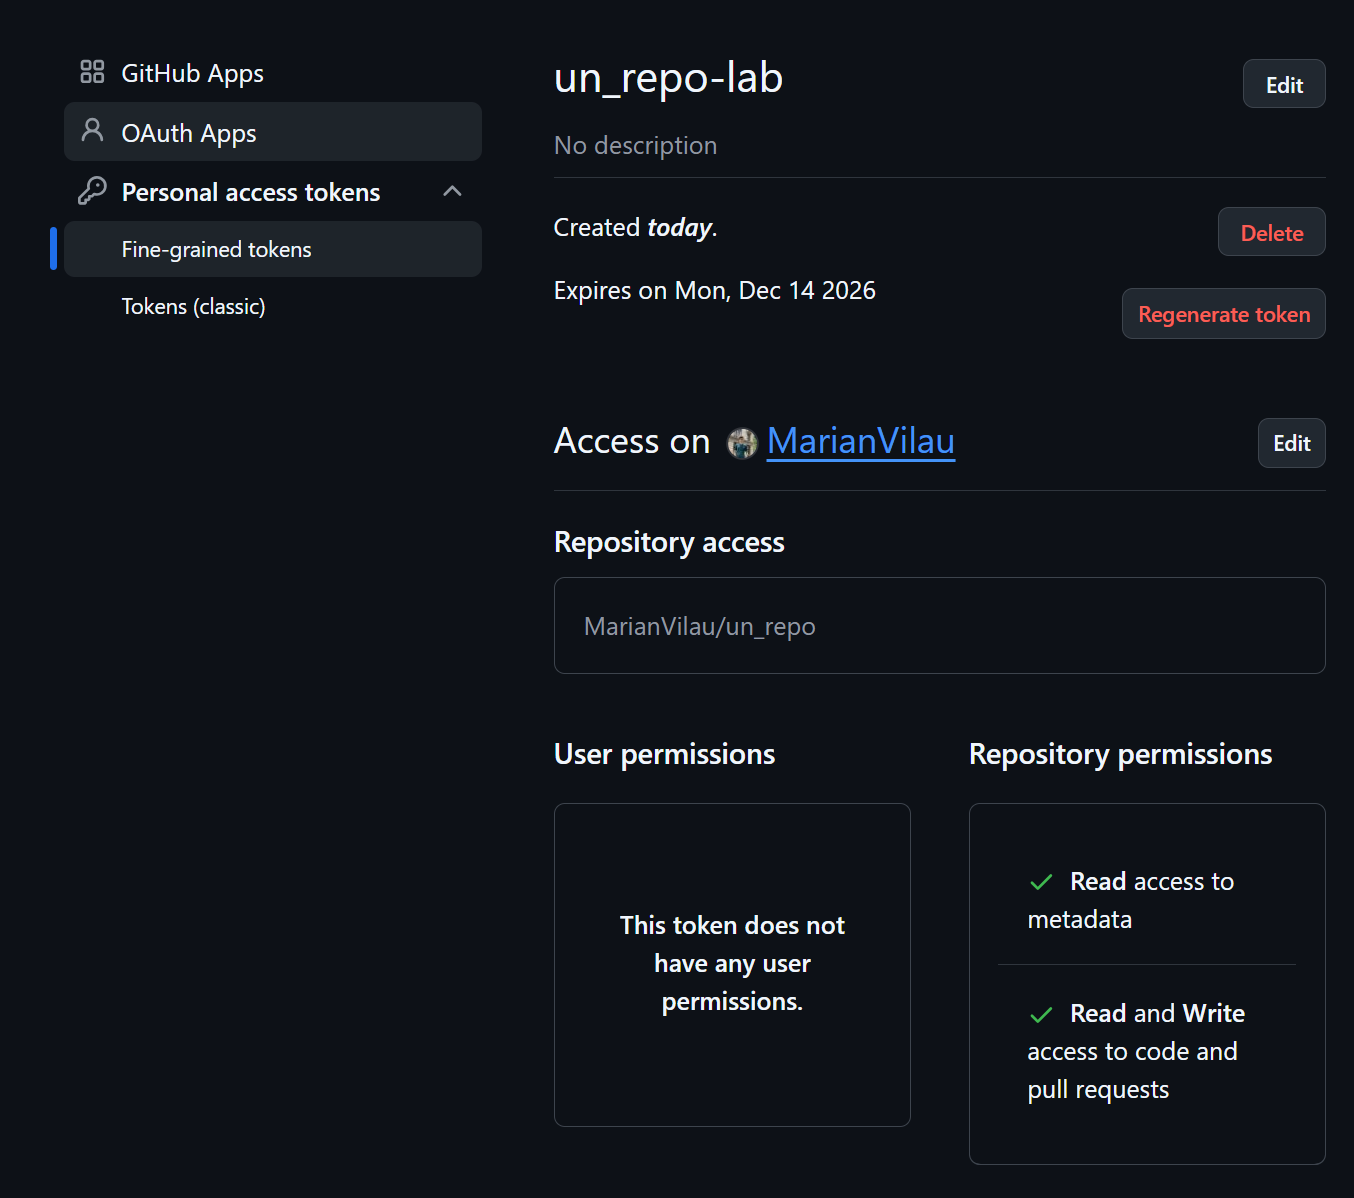 GitHub Apps
OAuth Apps
Personal access tokens
Fine-grained tokens
Tokens (classic)
un_repo-lab
Edit
No description
Created today.
Delete
Expires on Mon, Dec 14 2026
Regenerate token
Access on MarianVilau
Edit
Repository access
MarianVilau/un_repo
User permissions
This token does not
have any user
permissions.
Repository permissions
Read access to
metadata
Read and Write
access to code and
pull requests